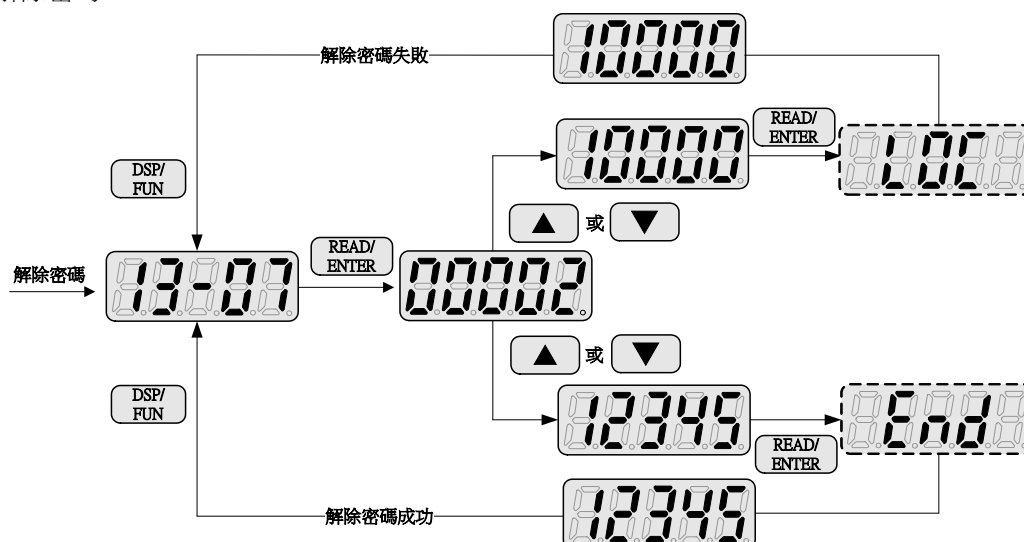 10000
解除密碼失敗
READ/
ENTER
10000
LOC
DSP/
FUN
▲ 或 ▼
READ/
ENTER
解除密碼
13-07
00002
▲ 或 ▼
DSP/
FUN
12345
End
READ/
ENTER
12345
解除密碼成功